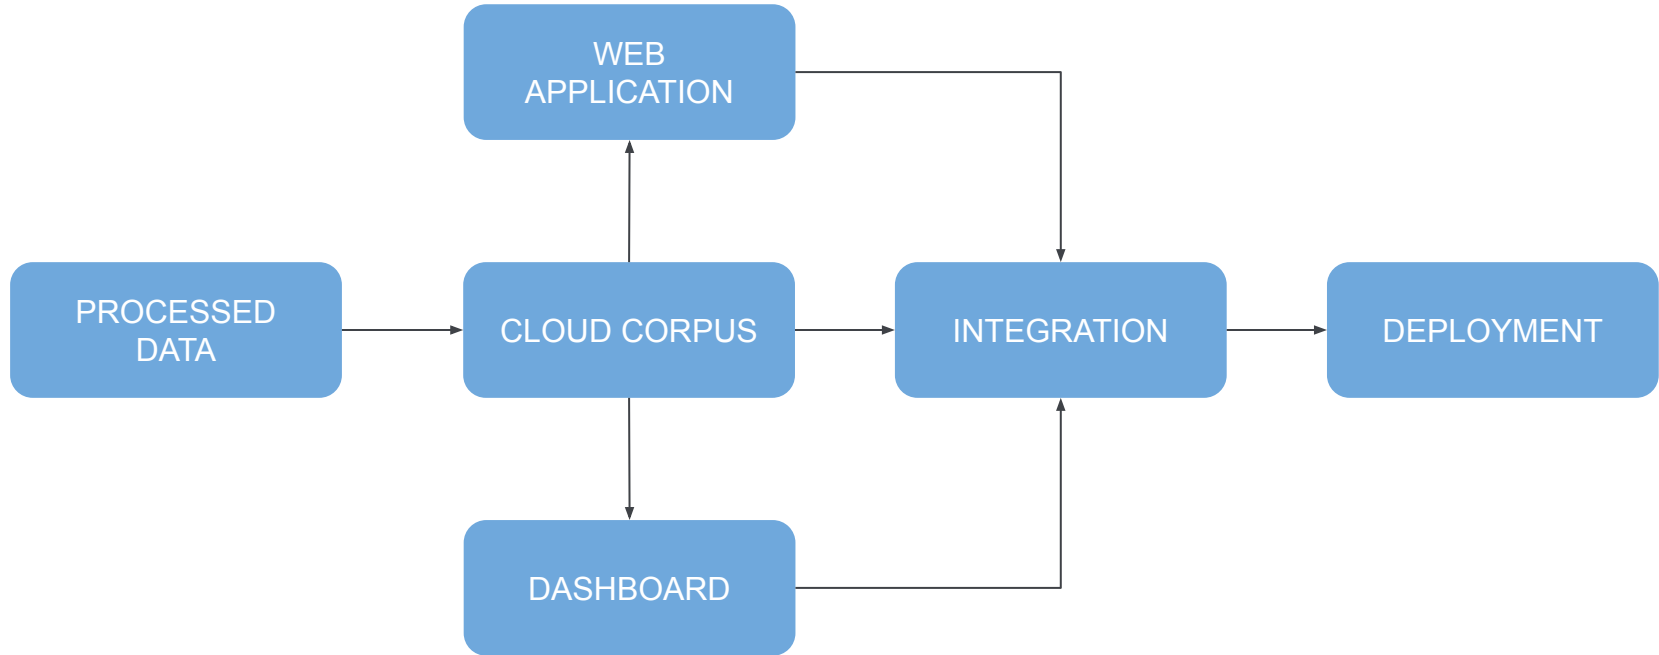 WEB
APPLICATION
PROCESSED
DATA
CLOUD CORPUS
INTEGRATION
DEPLOYMENT
DASHBOARD